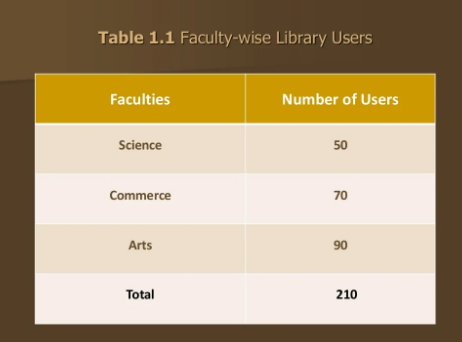 Table 1.1 Faculty-wise Library Users
Faculties Number of Users
Science 50
Commerce 70
Arts 90
Total 210